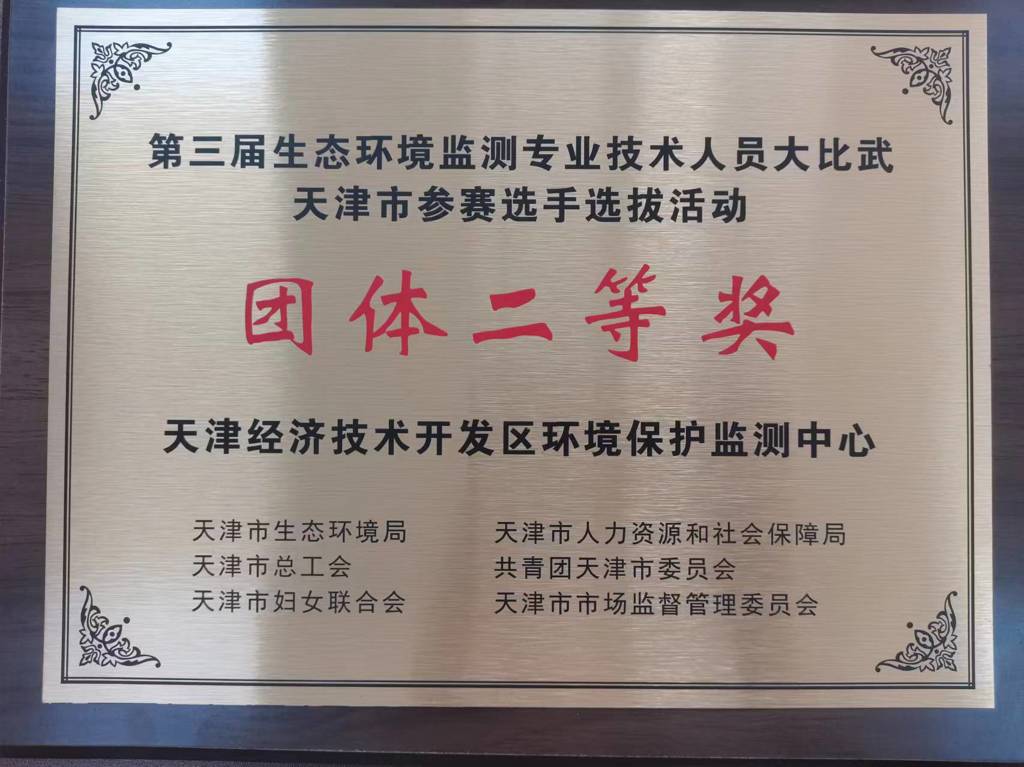 第三届生态环境监测专业技术人员大比武
天津市参赛选手选拔活动
团体二等奖
天津经济技术开发区环境保护监测中心
天津市生态环境局 天津市人力资源和社会保障局
天津市总工会 共青团天津市委员会
天津市妇女联合会 天津市市场监督管理委员会